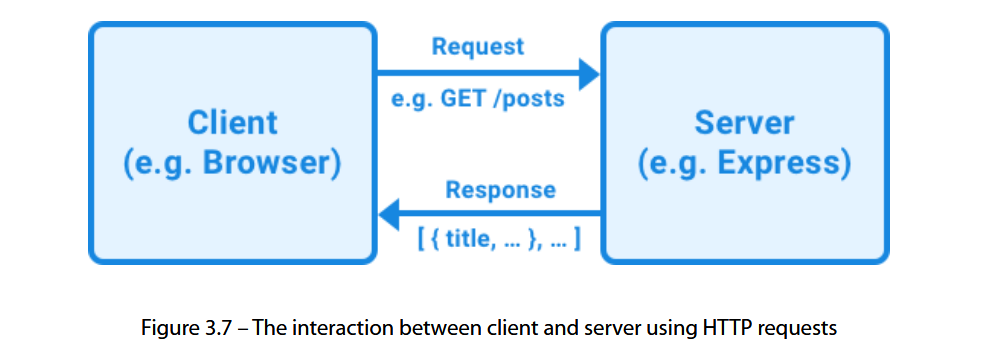 Request
e.g. GET /posts
Client
(e.g. Browser)
Server
(e.g. Express)
Response
[ { title, ... }, ... ]
Figure 3.7 – The interaction between client and server using HTTP requests